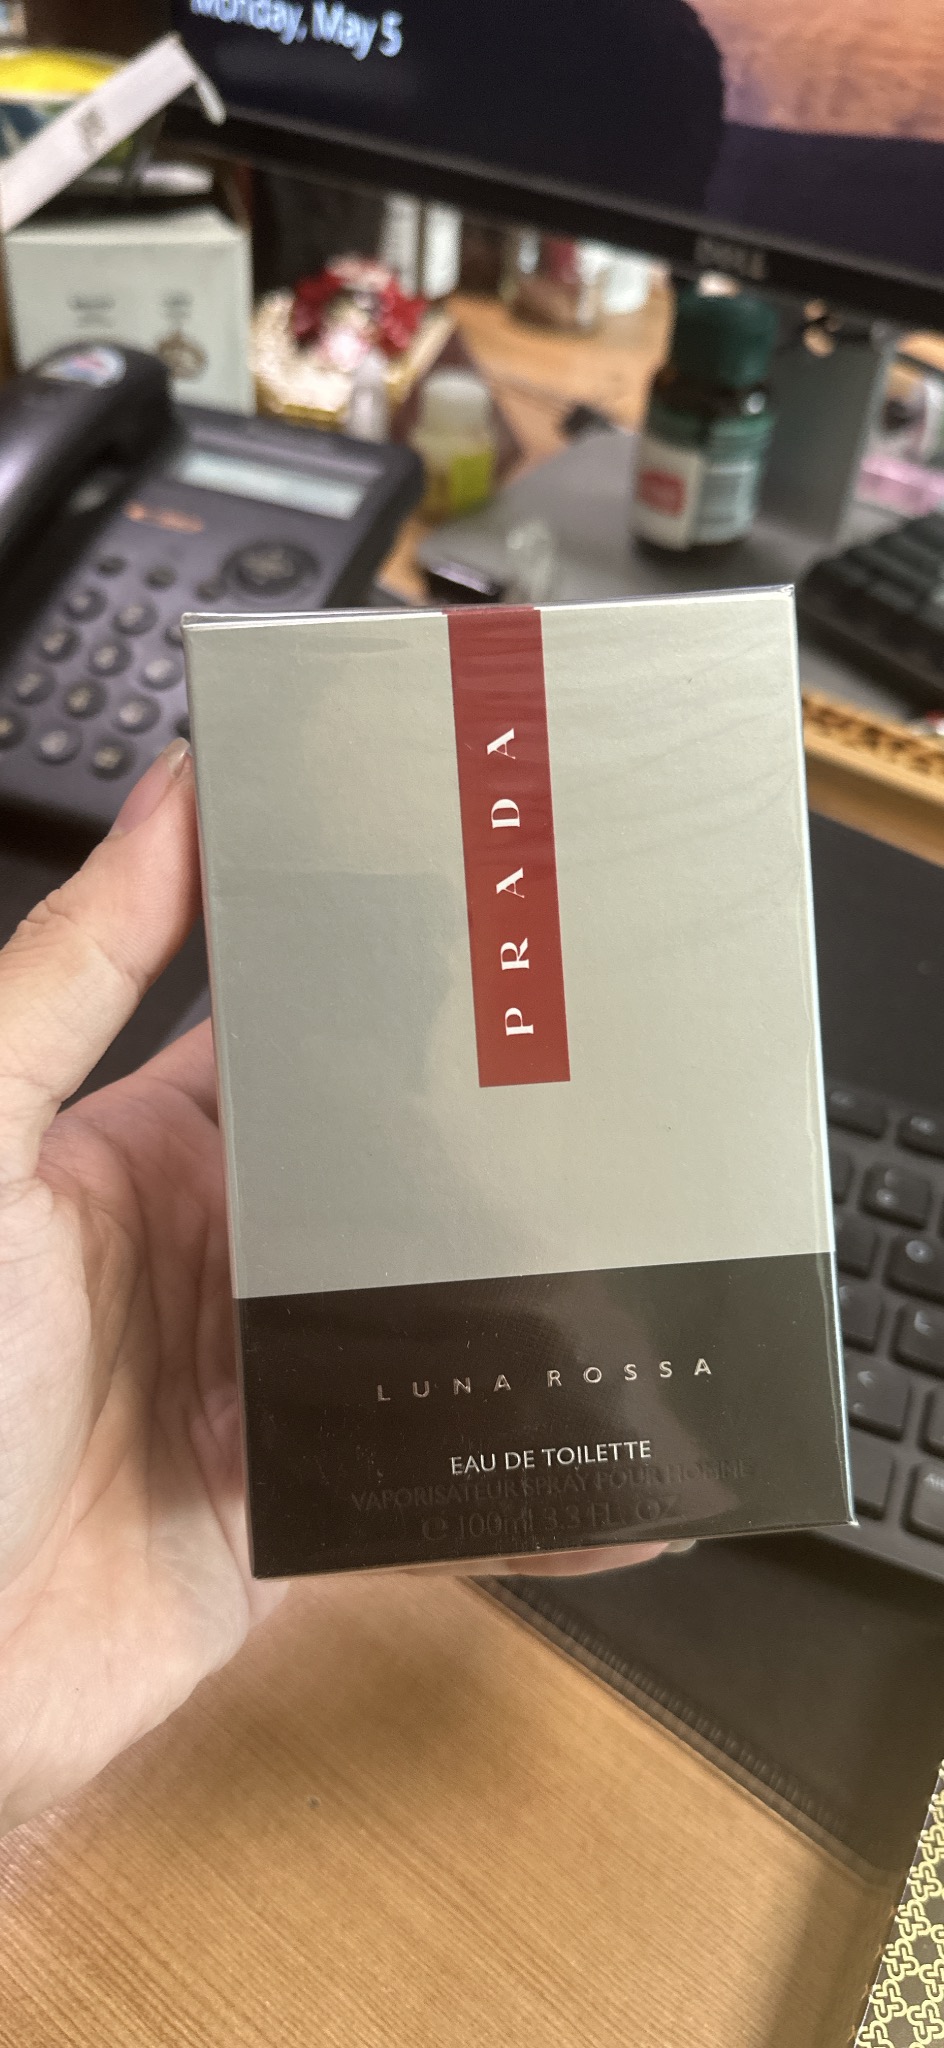 Monday, May 5
DELL
PRADA
LUNA ROSSA
EAU DE TOILETTE
VAPORISATEUR SPRAY POUR HOMME
℮ 100ml 3.3 FL. OZ.